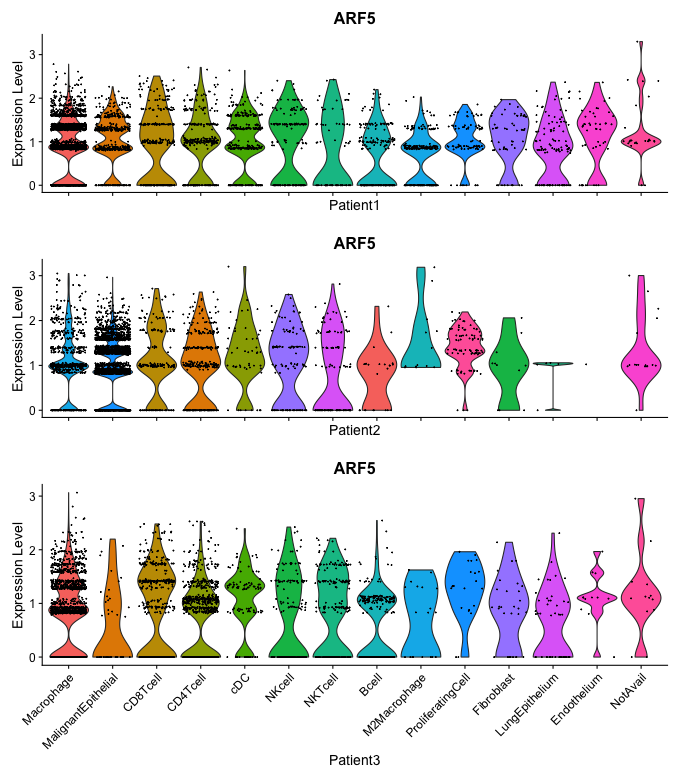 ARF5
Expression Level
3
2
1
0
Patient1
ARF5
Expression Level
3
2
1
0
Patient2
ARF5
Expression Level
3
2
1
0
Macrophage
MalignantEpithelial
CD8Tcell
CD4Tcell
cDC
NKcell
NKTcell
Bcell
M2Macrophage
ProliferatingCell
Fibroblast
LungEpithelium
Endothelium
NotAvail
Patient3